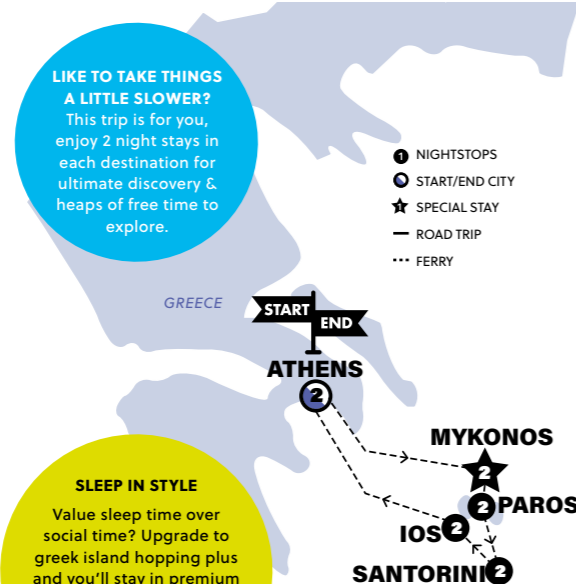 LIKE TO TAKE THINGS
A LITTLE SLOWER?
This trip is for you,
enjoy 2 night stays in
each destination for
ultimate discovery &
heaps of free time to
explore.
1 NIGHTSTOPS
START/END CITY
1 SPECIAL STAY
ROAD TRIP
FERRY
GREECE
START
END
ATHENS
2
MYKONOS
2
2 PAROS
IOS 2
SANTORINI 2
SLEEP IN STYLE
Value sleep time over
social time? Upgrade to
greek island hopping plus
and you'll stay in premium